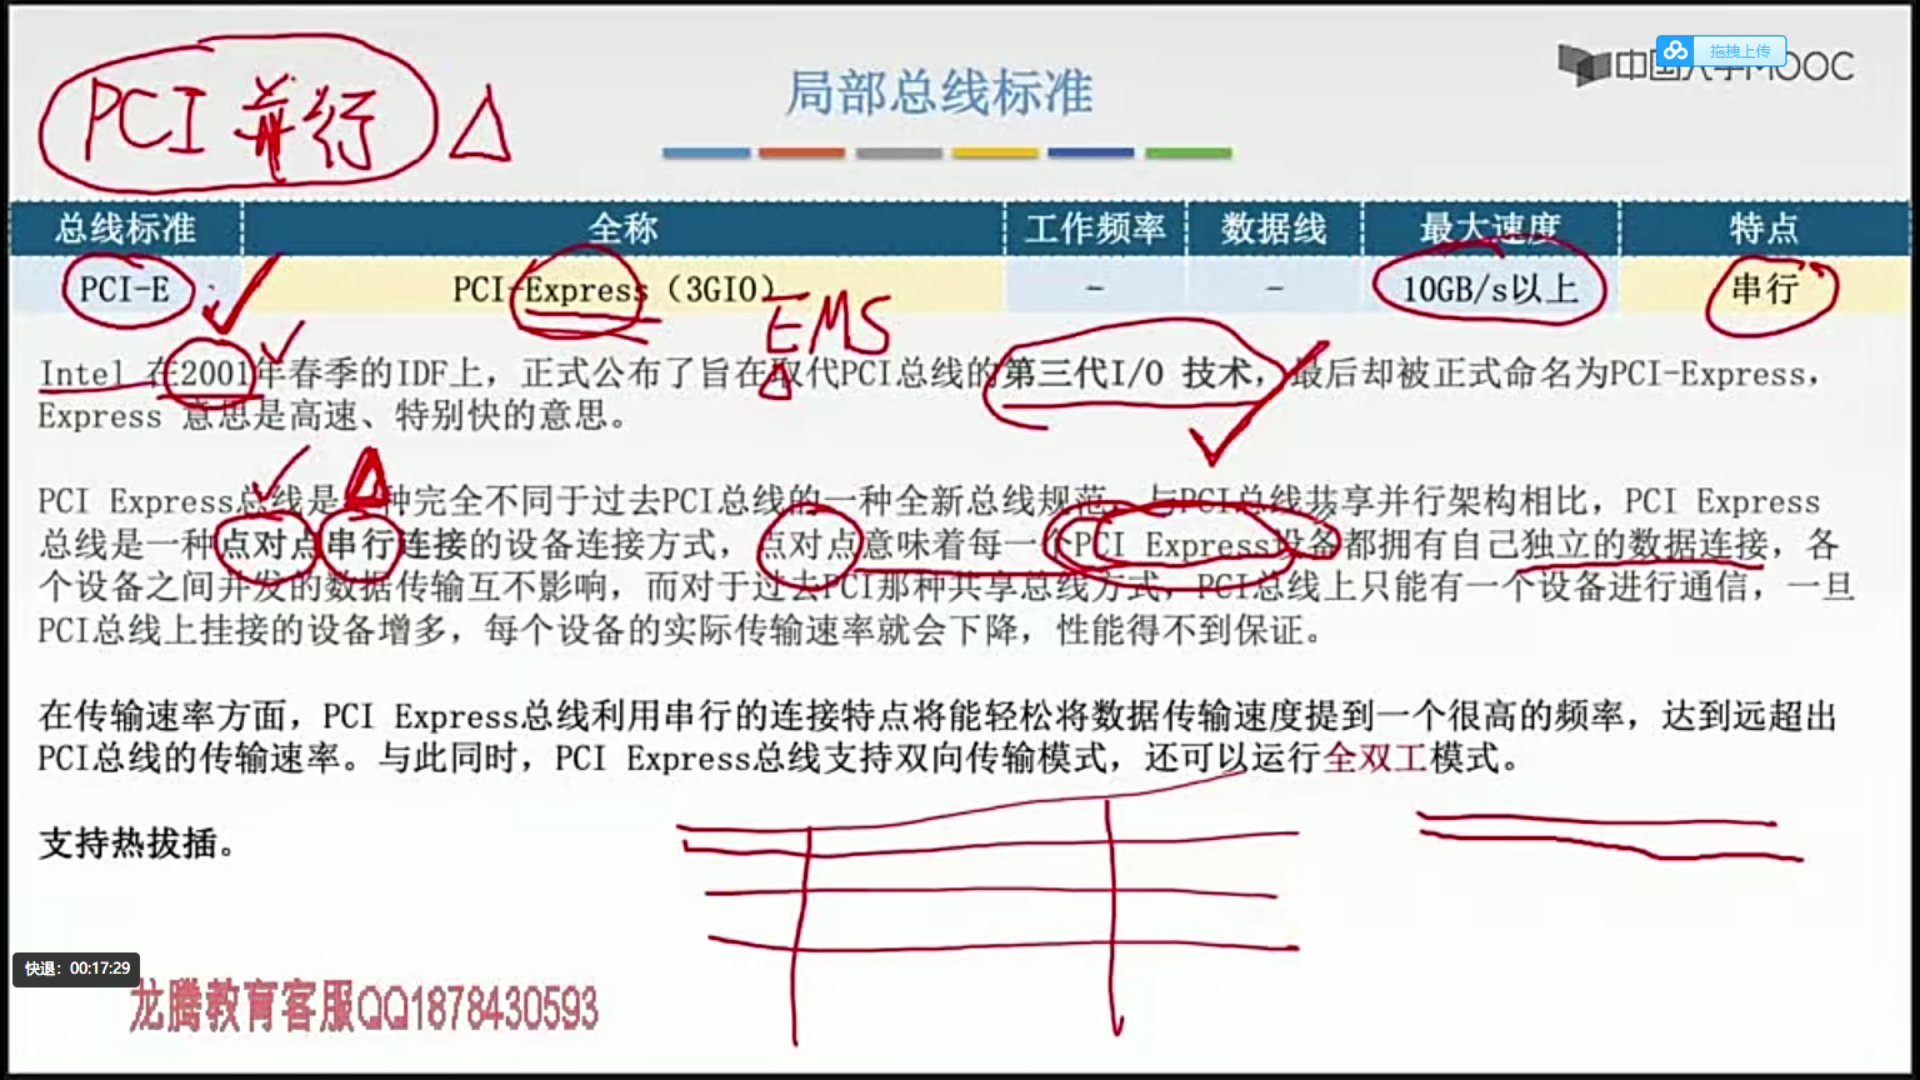 PCI 并行
局部总线标准
中国大学MOOC
拖拽上传
总线标准 全称 工作频率 数据线 最大速度 特点
PCI-E PCI-Express（3GIO） - - 10GB/s以上 串行
EMS
Intel 在2001年春季的IDF上，正式公布了旨在取代PCI总线的第三代I/O 技术，最后却被正式命名为PCI-Express，
Express 意思是高速、特别快的意思。
PCI Express总线是一种完全不同于过去PCI总线的一种全新总线规范，与PCI总线共享并行架构相比，PCI Express
总线是一种点对点串行连接的设备连接方式，点对点意味着每一个PCI Express设备都拥有自己独立的数据连接，各
个设备之间并发的数据传输互不影响，而对于过去PCI那种共享总线方式，PCI总线上只能有一个设备进行通信，一旦
PCI总线上挂接的设备增多，每个设备的实际传输速率就会下降，性能得不到保证。
在传输速率方面，PCI Express总线利用串行的连接特点将能轻松将数据传输速度提到一个很高的频率，达到远超出
PCI总线的传输速率。与此同时，PCI Express总线支持双向传输模式，还可以运行全双工模式。
支持热拔插。
快退：00:17:29
龙腾教育客服QQ1878430593